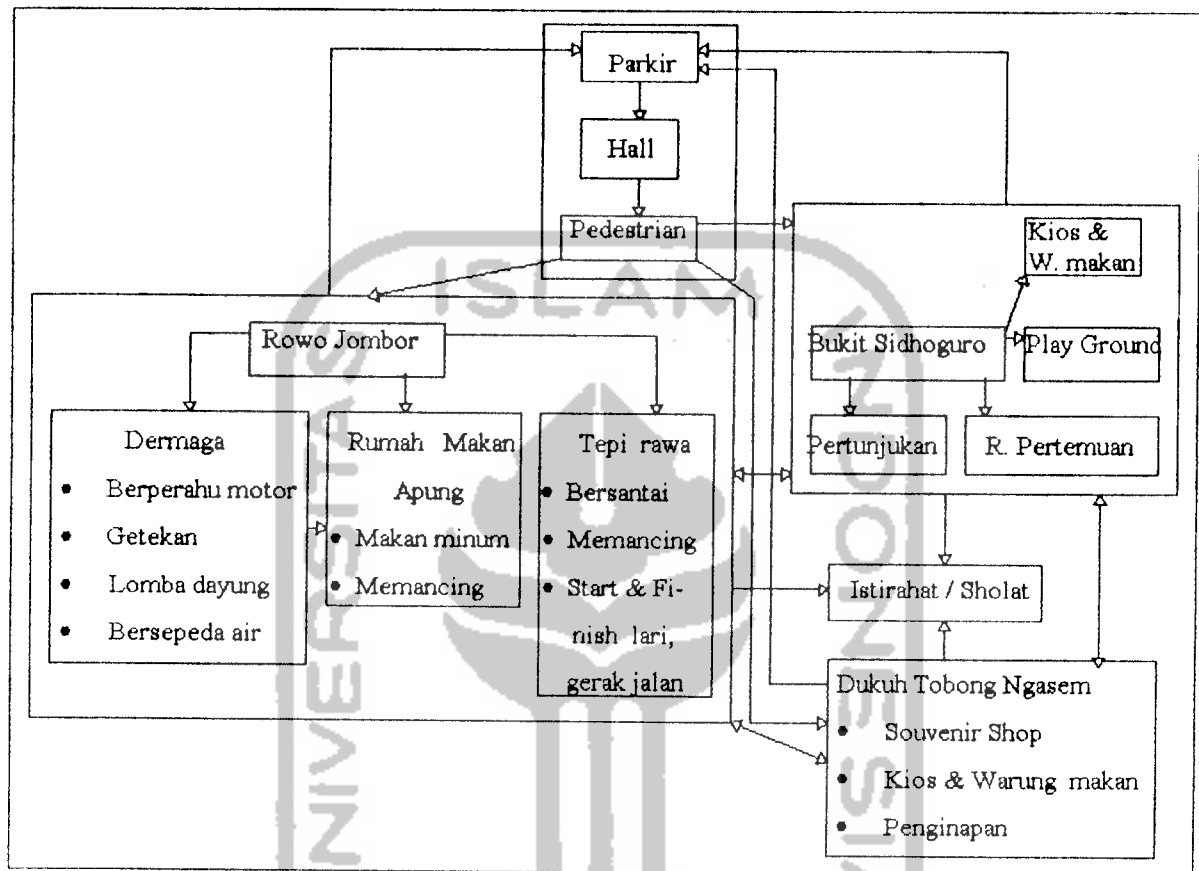 Parkir
Hall
Pedestrian
Kios &
W. makan
Bukit Sidhoguro
Play Ground
Pertunjukan
R. Pertemuan
Rowo Jombor
Dermaga
• Berperahu motor
• Getekan
• Lomba dayung
• Bersepeda air
Rumah Makan
Apung
• Makan minum
• Memancing
Tepi rawa
• Bersantai
• Memancing
• Start & Fi-
nish lari,
gerak jalan
Istirahat / Sholat
Dukuh Tobong Ngasem
• Souvenir Shop
• Kios & Warung makan
• Penginapan
ISLAM